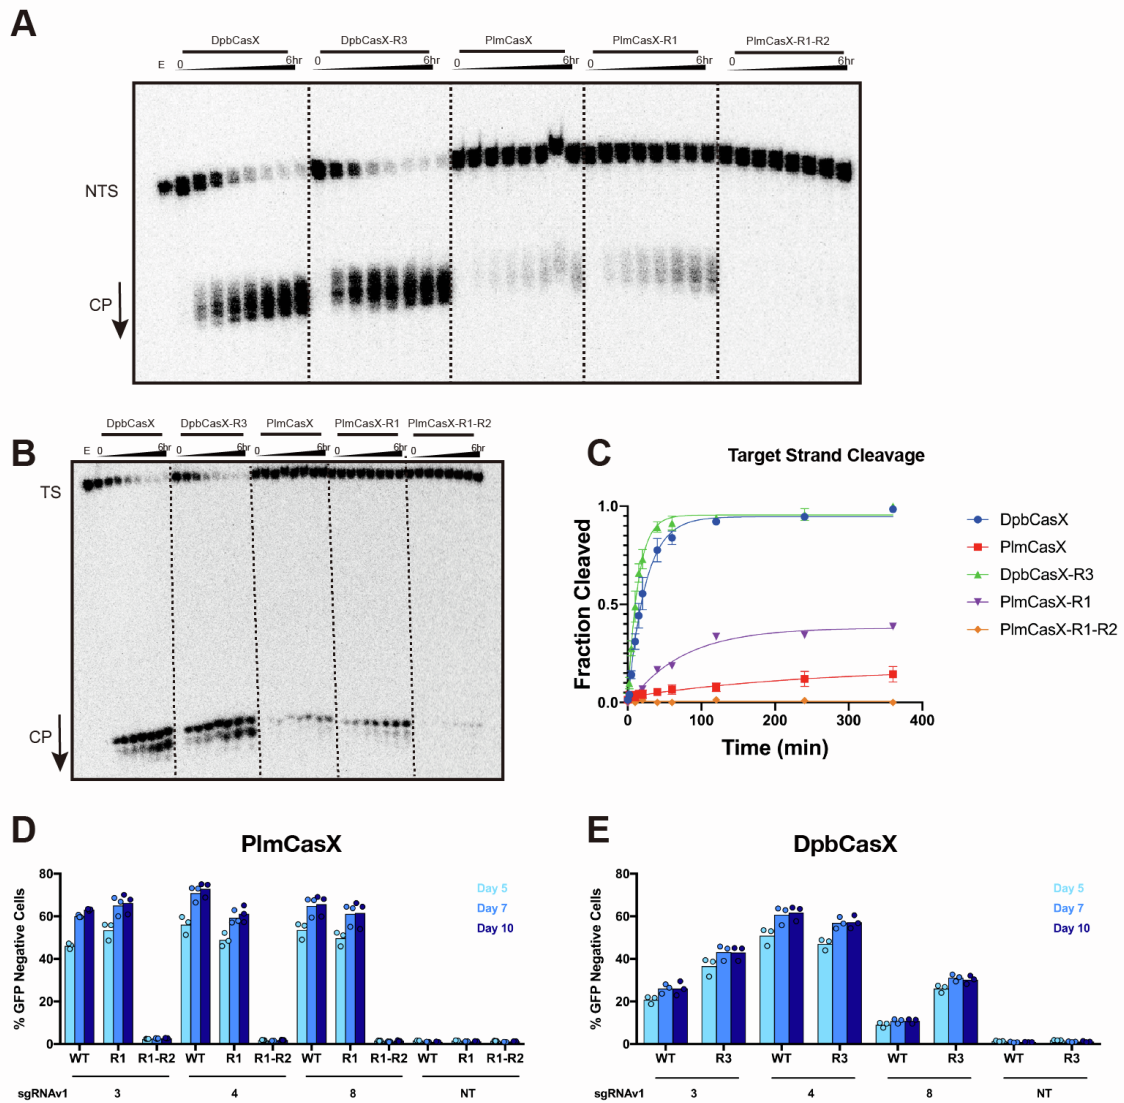 A
DpbCasX DpbCasX-R3 PlmCasX PlmCasX-R1 PlmCasX-R1-R2
E 0 6hr 0 6hr 0 6hr 0 6hr 0 6hr
NTS
CP
B
DpbCasX DpbCasX-R3 PlmCasX PlmCasX-R1 PlmCasX-R1-R2
E 0 6hr 0 6hr 0 6hr 0 6hr 0 6hr
TS
CP
C
Target Strand Cleavage
Fraction Cleaved
1.0
0.5
0.0
0 100 200 300 400
Time (min)
DpbCasX
PlmCasX
DpbCasX-R3
PlmCasX-R1
PlmCasX-R1-R2
D
PlmCasX
% GFP Negative Cells
80
60
40
20
0
Day 5
Day 7
Day 10
WT R1 R1-R2 WT R1 R1-R2 WT R1 R1-R2 WT R1 R1-R2
sgRNAv1 3 4 8 NT
E
DpbCasX
% GFP Negative Cells
80
60
40
20
0
Day 5
Day 7
Day 10
WT R3 WT R3 WT R3 WT R3
sgRNAv1 3 4 8 NT